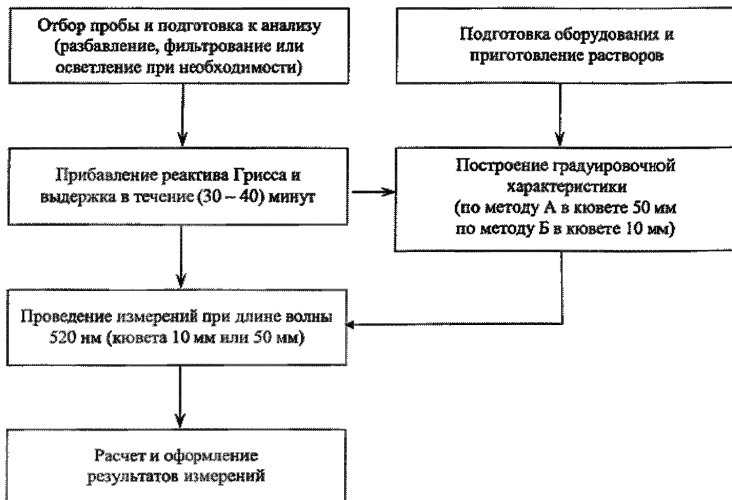 Отбор пробы и подготовка к анализу
(разбавление, фильтрование или
осветление при необходимости)
Подготовка оборудования и
приготовление растворов
Прибавление реактива Грисса и
выдержка в течение (30 – 40) минут
Построение градуировочной
характеристики
(по методу А в кювете 50 мм
по методу Б в кювете 10 мм)
Проведение измерений при длине волны
520 нм (кювета 10 мм или 50 мм)
Расчет и оформление
результатов измерений